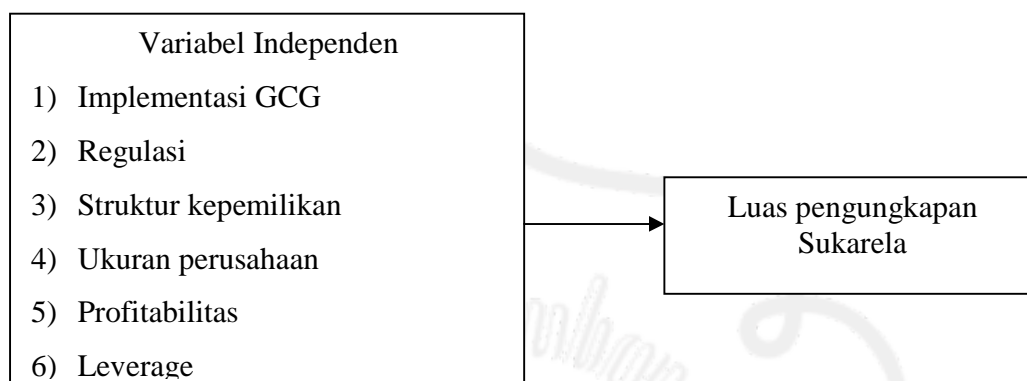 Variabel Independen
1) Implementasi GCG
2) Regulasi
3) Struktur kepemilikan
4) Ukuran perusahaan
5) Profitabilitas
6) Leverage
Luas pengungkapan
Sukarela